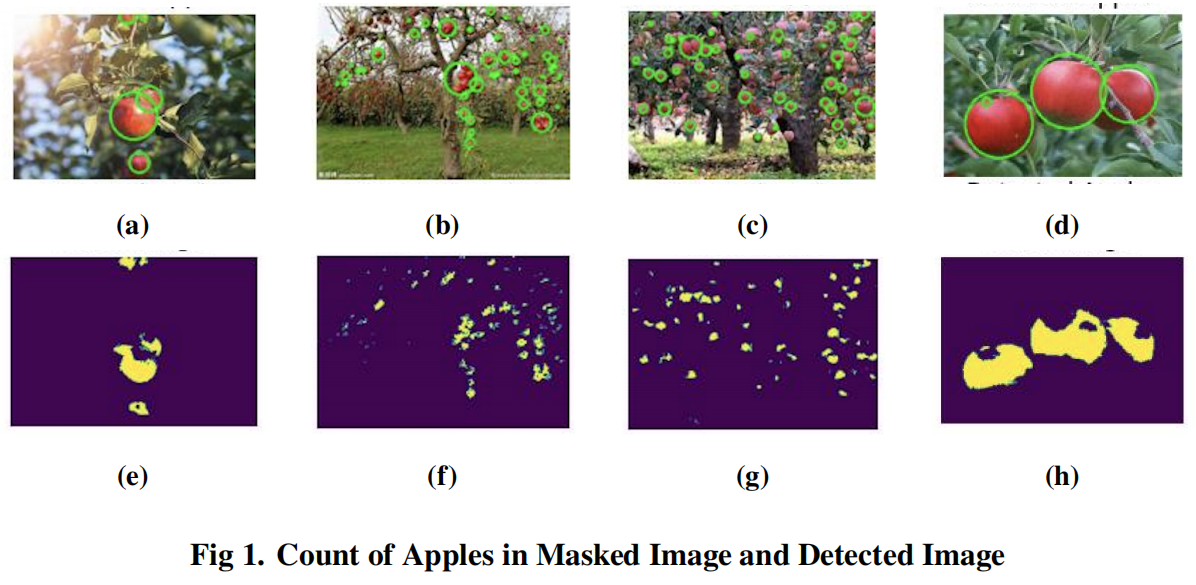 (a)
(b)
(c)
(d)
(e)
(f)
(g)
(h)
Fig 1. Count of Apples in Masked Image and Detected Image